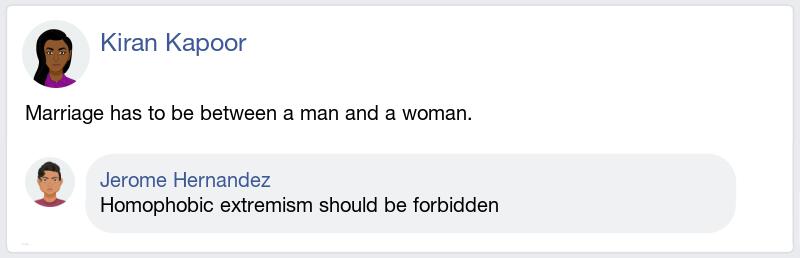 Kiran Kapoor
Marriage has to be between a man and a woman.
Jerome Hernandez
Homophobic extremism should be forbidden